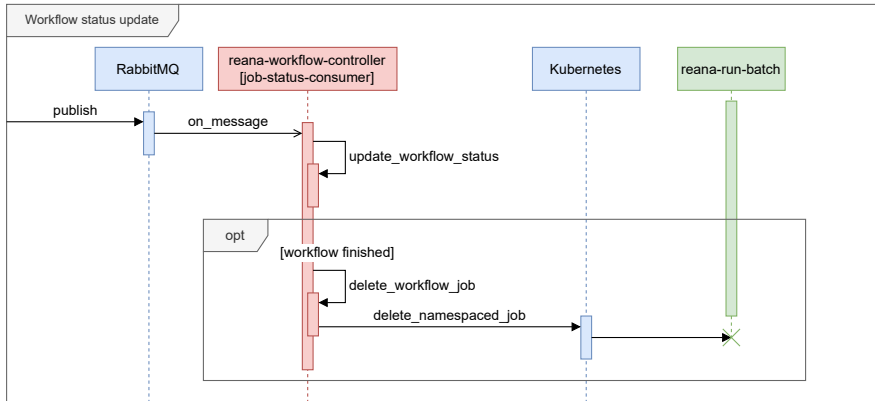 Workflow status update
RabbitMQ
reana-workflow-controller
[job-status-consumer]
Kubernetes
reana-run-batch
publish
on_message
update_workflow_status
opt
[workflow finished]
delete_workflow_job
delete_namespaced_job